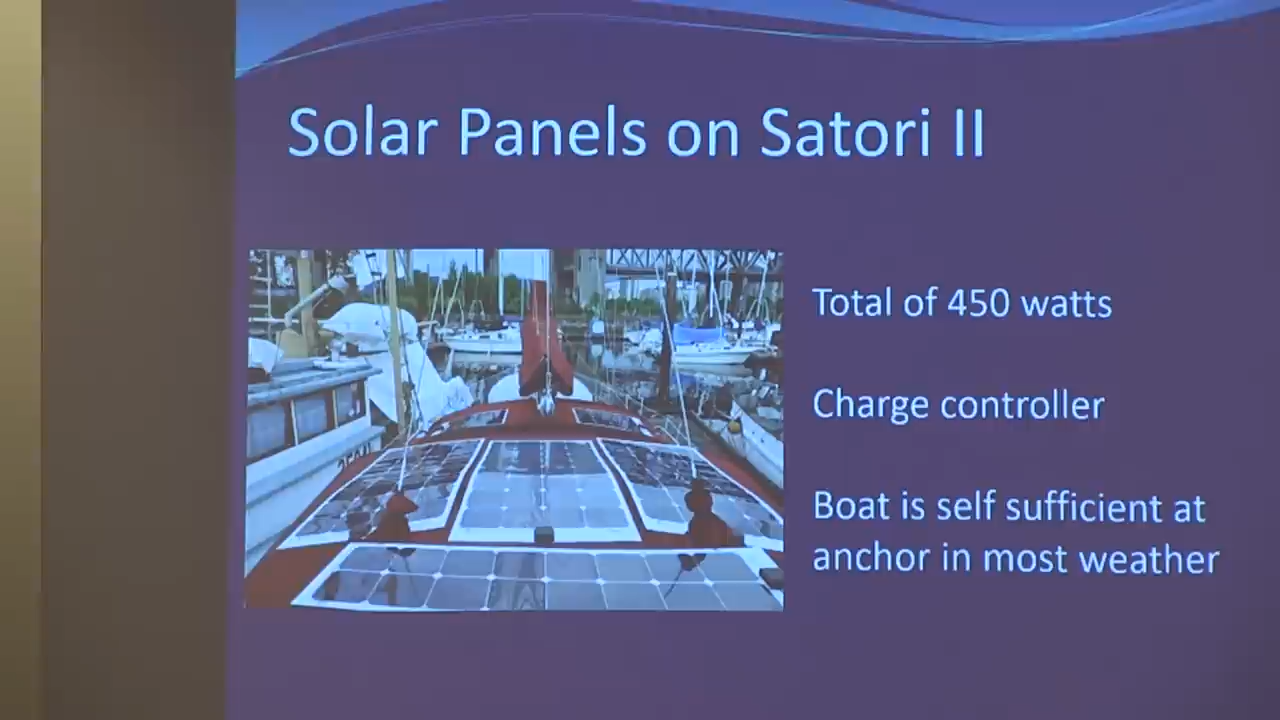 Solar Panels on Satori II
Total of 450 watts
Charge controller
Boat is self sufficient at
anchor in most weather